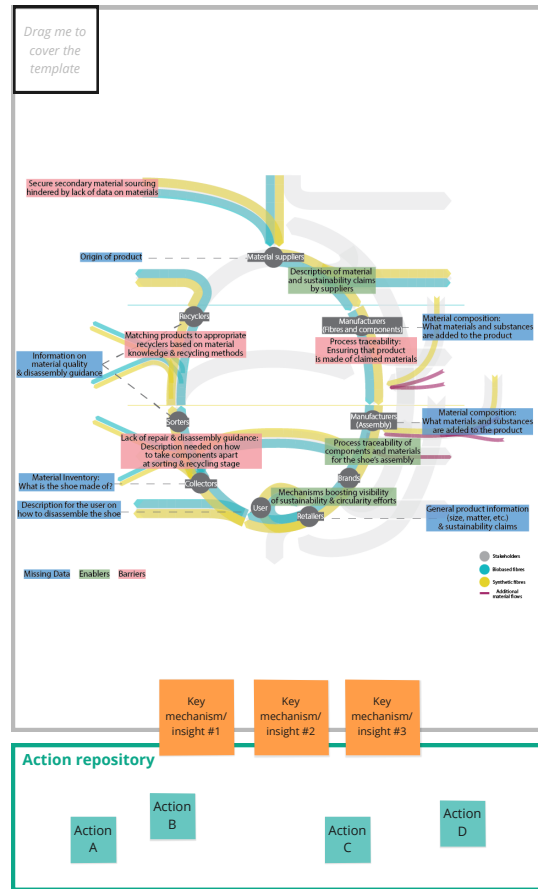 Drag me to
cover the
template
Secure secondary material sourcing
hindered by lack of data on materials
Origin of product
Material suppliers
Description of material
and sustainability claims
by suppliers
Recyclers
Manufacturers
(Fibres and components)
Material composition:
What materials and substances
are added to the product
Matching products to appropriate
recyclers based on material
knowledge & recycling methods
Process traceability:
Ensuring that product
is made of claimed materials
Information on
material quality
& disassembly guidance
Sorters
Manufacturers
(Assembly)
Material composition:
What materials and substances
are added to the product
Lack of repair & disassembly guidance:
Description needed on how
to take components apart
at sorting & recycling stage
Process traceability of
components and materials
for the shoe's assembly
Material Inventory:
What is the shoe made of?
Collectors
Brands
Mechanisms boosting visibility
of sustainability & circularity efforts
Description for the user on
how to disassemble the shoe
User
Retailers
General product information
(size, matter, etc.)
& sustainability claims
Stakeholders
Biobased fibres
Synthetic fibres
Additional
material flows
Missing Data
Enablers
Barriers
Key
mechanism/
insight #1
Key
mechanism/
insight #2
Key
mechanism/
insight #3
Action repository
Action
A
Action
B
Action
C
Action
D